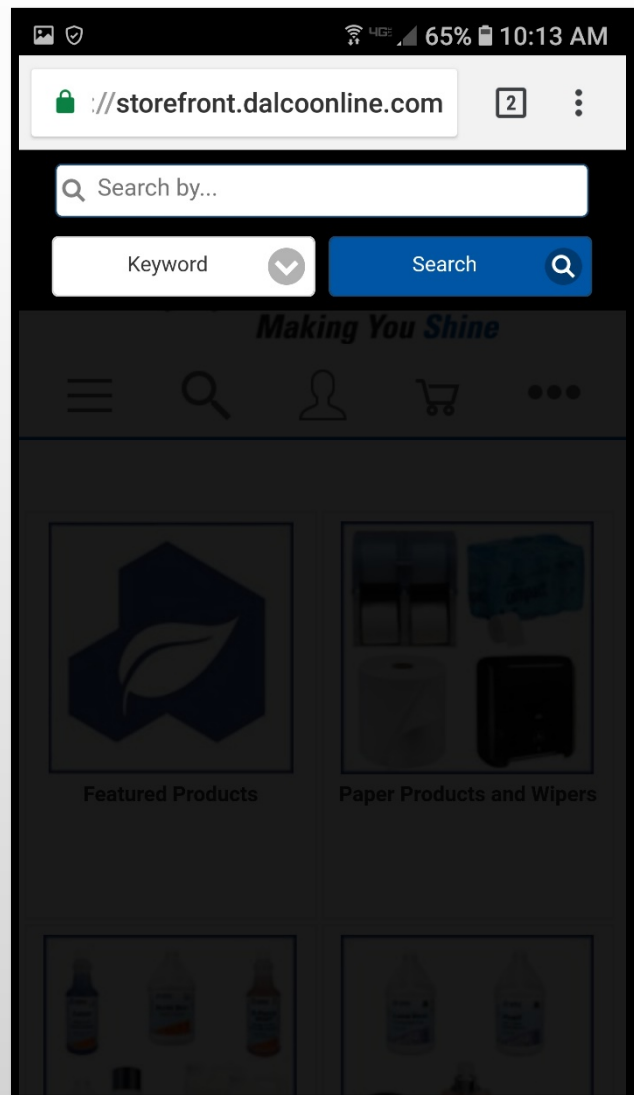 4GE 65% 10:13 AM
://storefront.dalcoonline.com 2
Search by...
Keyword Search
Making You Shine
Featured Products Paper Products and Wipers